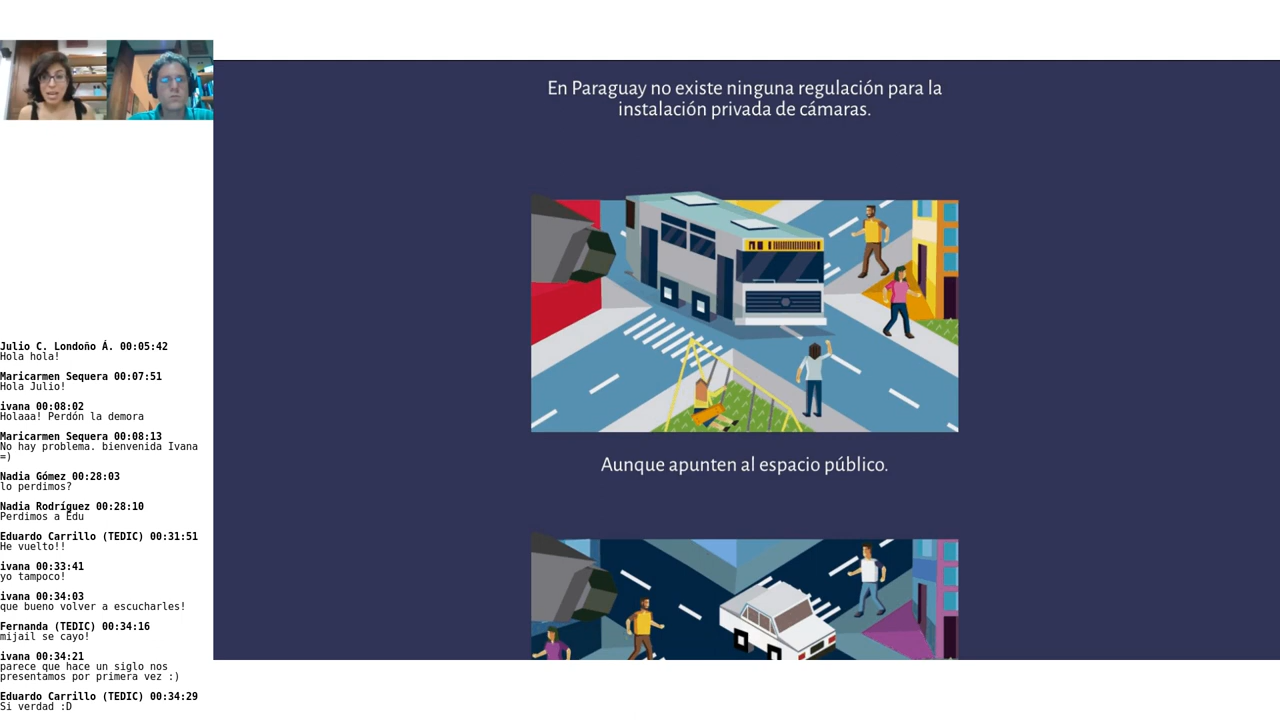 Julio C. Londoño Á. 00:05:42
Hola hola!
Maricarmen Sequera 00:07:51
Hola Julio!
ivana 00:08:02
Holaaa! Perdón la demora
Maricarmen Sequera 00:08:13
No hay problema. bienvenida Ivana
=)
Nadia Gómez 00:28:03
lo perdimos?
Nadia Rodríguez 00:28:10
Perdimos a Edu
Eduardo Carrillo (TEDIC) 00:31:51
He vuelto!!
ivana 00:33:41
yo tampoco!
ivana 00:34:03
que bueno volver a escucharles!
Fernanda (TEDIC) 00:34:16
mijail se cayo!
ivana 00:34:21
parece que hace un siglo nos
presentamos por primera vez :)
Eduardo Carrillo (TEDIC) 00:34:29
Si verdad :D
En Paraguay no existe ninguna regulación para la
instalación privada de cámaras.
Aunque apunten al espacio público.